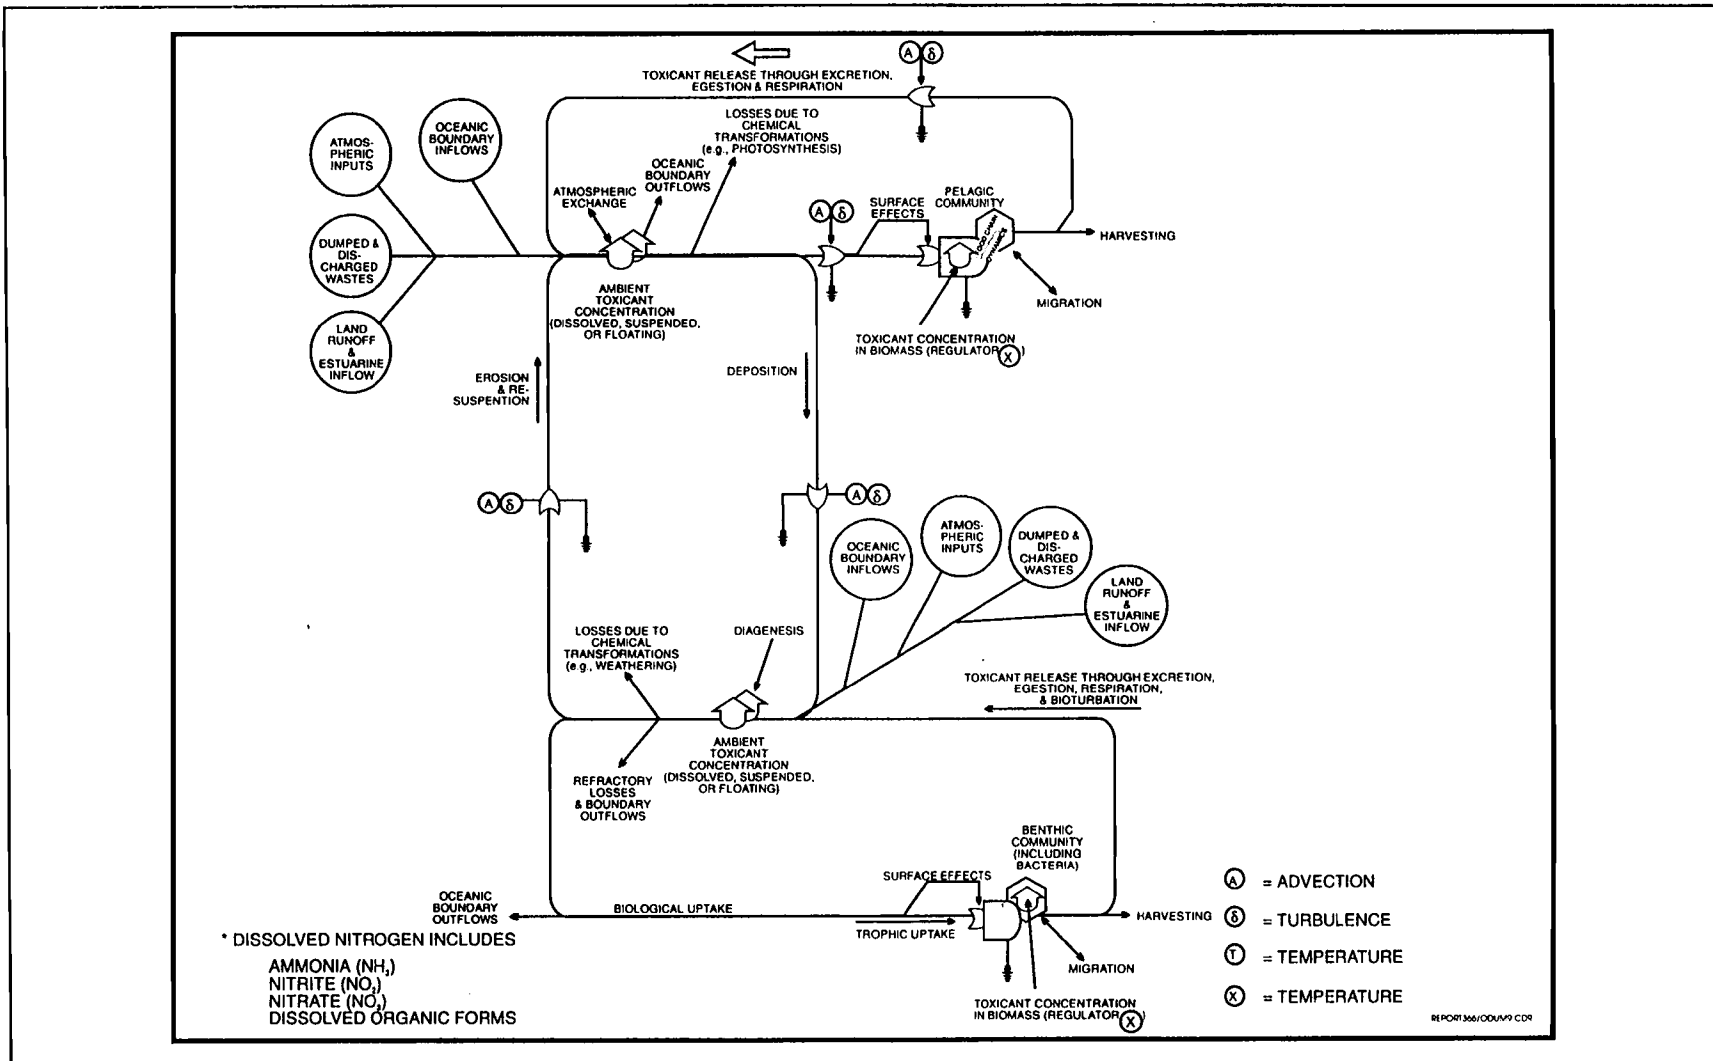 A δ
TOXICANT RELEASE THROUGH EXCRETION,
EGESTION & RESPIRATION
LOSSES DUE TO
CHEMICAL
TRANSFORMATIONS
(e.g., PHOTOSYNTHESIS)
OCEANIC
BOUNDARY
INFLOWS
ATMOS-
PHERIC
INPUTS
OCEANIC
BOUNDARY
OUTFLOWS
ATMOSPHERIC
EXCHANGE
A δ
SURFACE
EFFECTS
PELAGIC
COMMUNITY
FOOD CHAIN
DYNAMICS
HARVESTING
DUMPED &
DIS-
CHARGED
WASTES
MIGRATION
AMBIENT
TOXICANT
CONCENTRATION
(DISSOLVED, SUSPENDED,
OR FLOATING)
LAND
RUNOFF
&
ESTUARINE
INFLOW
TOXICANT CONCENTRATION
IN BIOMASS (REGULATOR X)
EROSION
& RE-
SUSPENTION
DEPOSITION
A δ
A δ
OCEANIC
BOUNDARY
INFLOWS
ATMOS-
PHERIC
INPUTS
DUMPED &
DIS-
CHARGED
WASTES
LAND
RUNOFF
&
ESTUARINE
INFLOW
LOSSES DUE TO
CHEMICAL
TRANSFORMATIONS
(e.g., WEATHERING)
DIAGENESIS
TOXICANT RELEASE THROUGH EXCRETION,
EGESTION, RESPIRATION,
& BIOTURBATION
AMBIENT
TOXICANT
CONCENTRATION
(DISSOLVED, SUSPENDED,
OR FLOATING)
REFRACTORY
LOSSES
& BOUNDARY
OUTFLOWS
BENTHIC
COMMUNITY
(INCLUDING
BACTERIA)
SURFACE EFFECTS
OCEANIC
BOUNDARY
OUTFLOWS
BIOLOGICAL UPTAKE
TROPHIC UPTAKE
HARVESTING
MIGRATION
TOXICANT CONCENTRATION
IN BIOMASS (REGULATOR X)
* DISSOLVED NITROGEN INCLUDES
AMMONIA (NH₃)
NITRITE (NO₂)
NITRATE (NO₃)
DISSOLVED ORGANIC FORMS
A = ADVECTION
δ = TURBULENCE
T = TEMPERATURE
X = TEMPERATURE
REPORT366/ODUM9.CDR